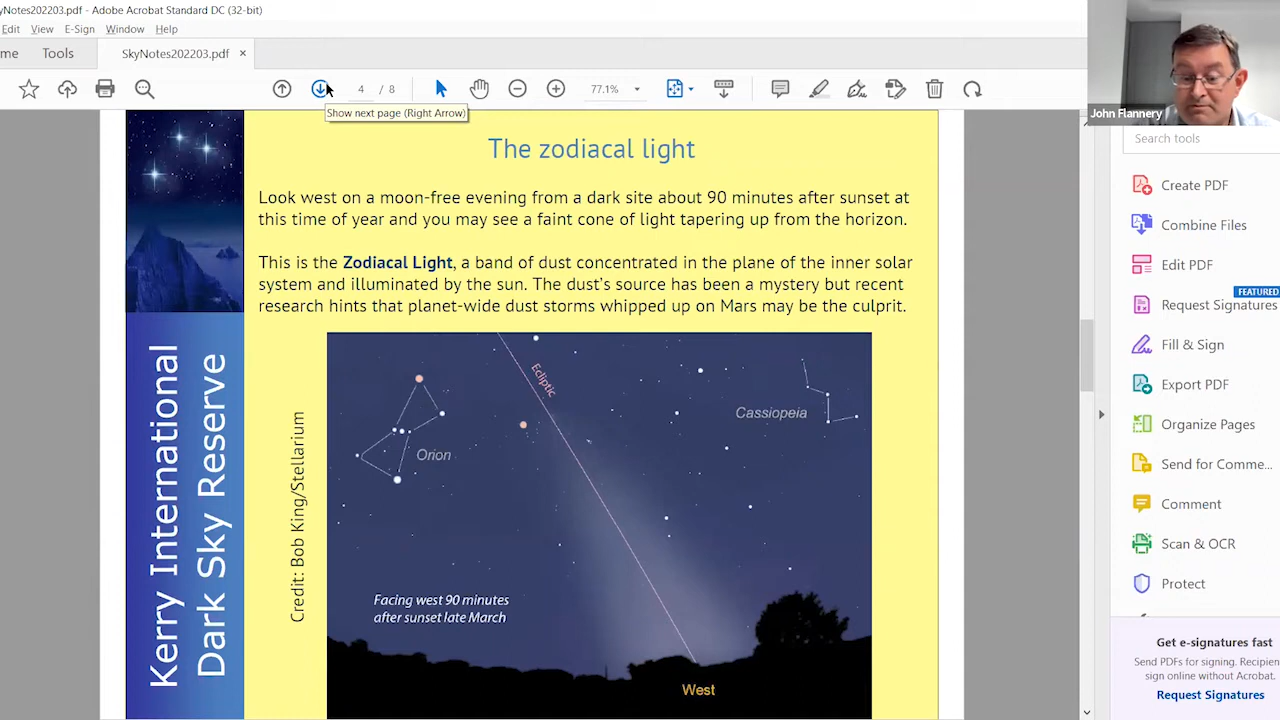 yNotes202203.pdf - Adobe Acrobat Standard DC (32-bit)
Edit View E-Sign Window Help
me Tools SkyNotes202203.pdf ×
4 / 8 77.1%
Show next page (Right Arrow)
John Flannery
The zodiacal light
Look west on a moon-free evening from a dark site about 90 minutes after sunset at
this time of year and you may see a faint cone of light tapering up from the horizon.
This is the Zodiacal Light, a band of dust concentrated in the plane of the inner solar
system and illuminated by the sun. The dust's source has been a mystery but recent
research hints that planet-wide dust storms whipped up on Mars may be the culprit.
Kerry International
Dark Sky Reserve
Credit: Bob King/Stellarium
Ecliptic
Cassiopeia
Orion
Facing west 90 minutes
after sunset late March
West
Search tools
Create PDF
Combine Files
Edit PDF
FEATURED
Request Signatures
Fill & Sign
Export PDF
Organize Pages
Send for Comme...
Comment
Scan & OCR
Protect
Get e-signatures fast
Send PDFs for signing. Recipien
sign online without Acrobat.
Request Signatures